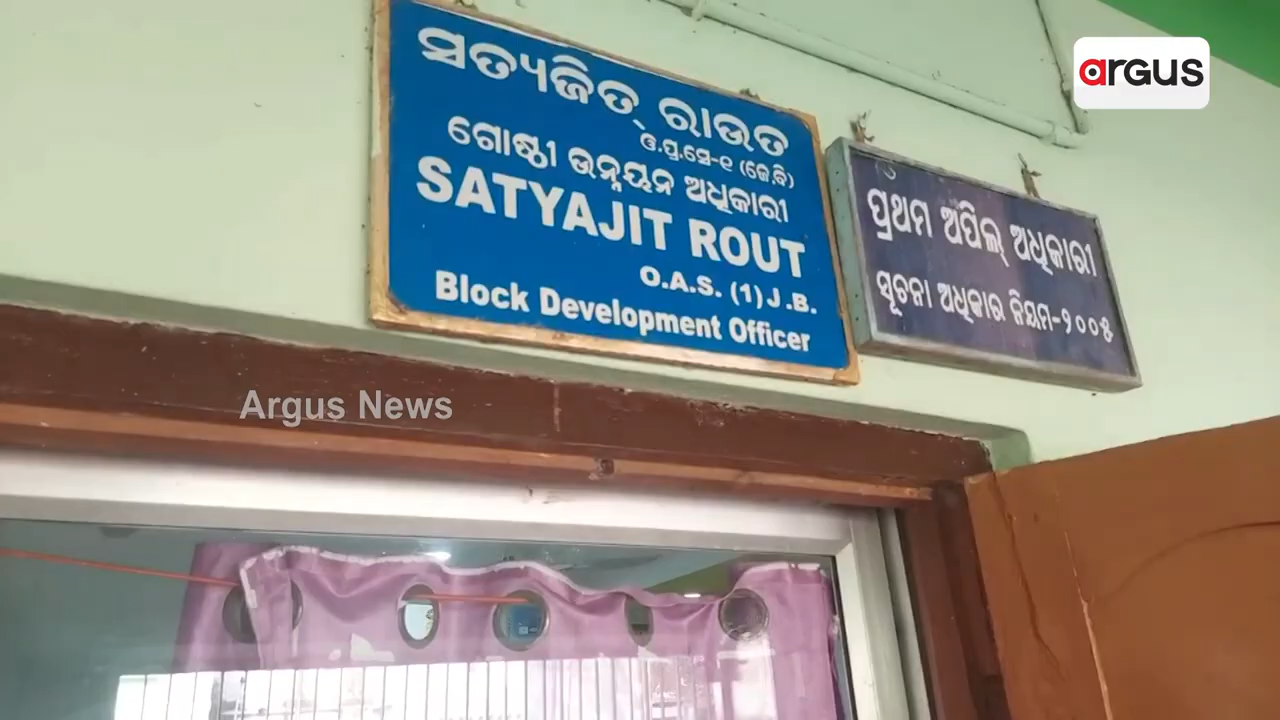 ସତ୍ୟଜିତ୍ ରାଉତ
ଓ.ପ୍ର.ସେ-୧ (ଜେ.ବି)
ଗୋଷ୍ଠୀ ଉନ୍ନୟନ ଅଧିକାରୀ
SATYAJIT ROUT
O.A.S. (1) J.B.
Block Development Officer
ପ୍ରଥମ ଅପିଲ୍ ଅଧିକାରୀ
ସୂଚନା ଅଧିକାର ନିୟମ-୨୦୦୫
argus
Argus News